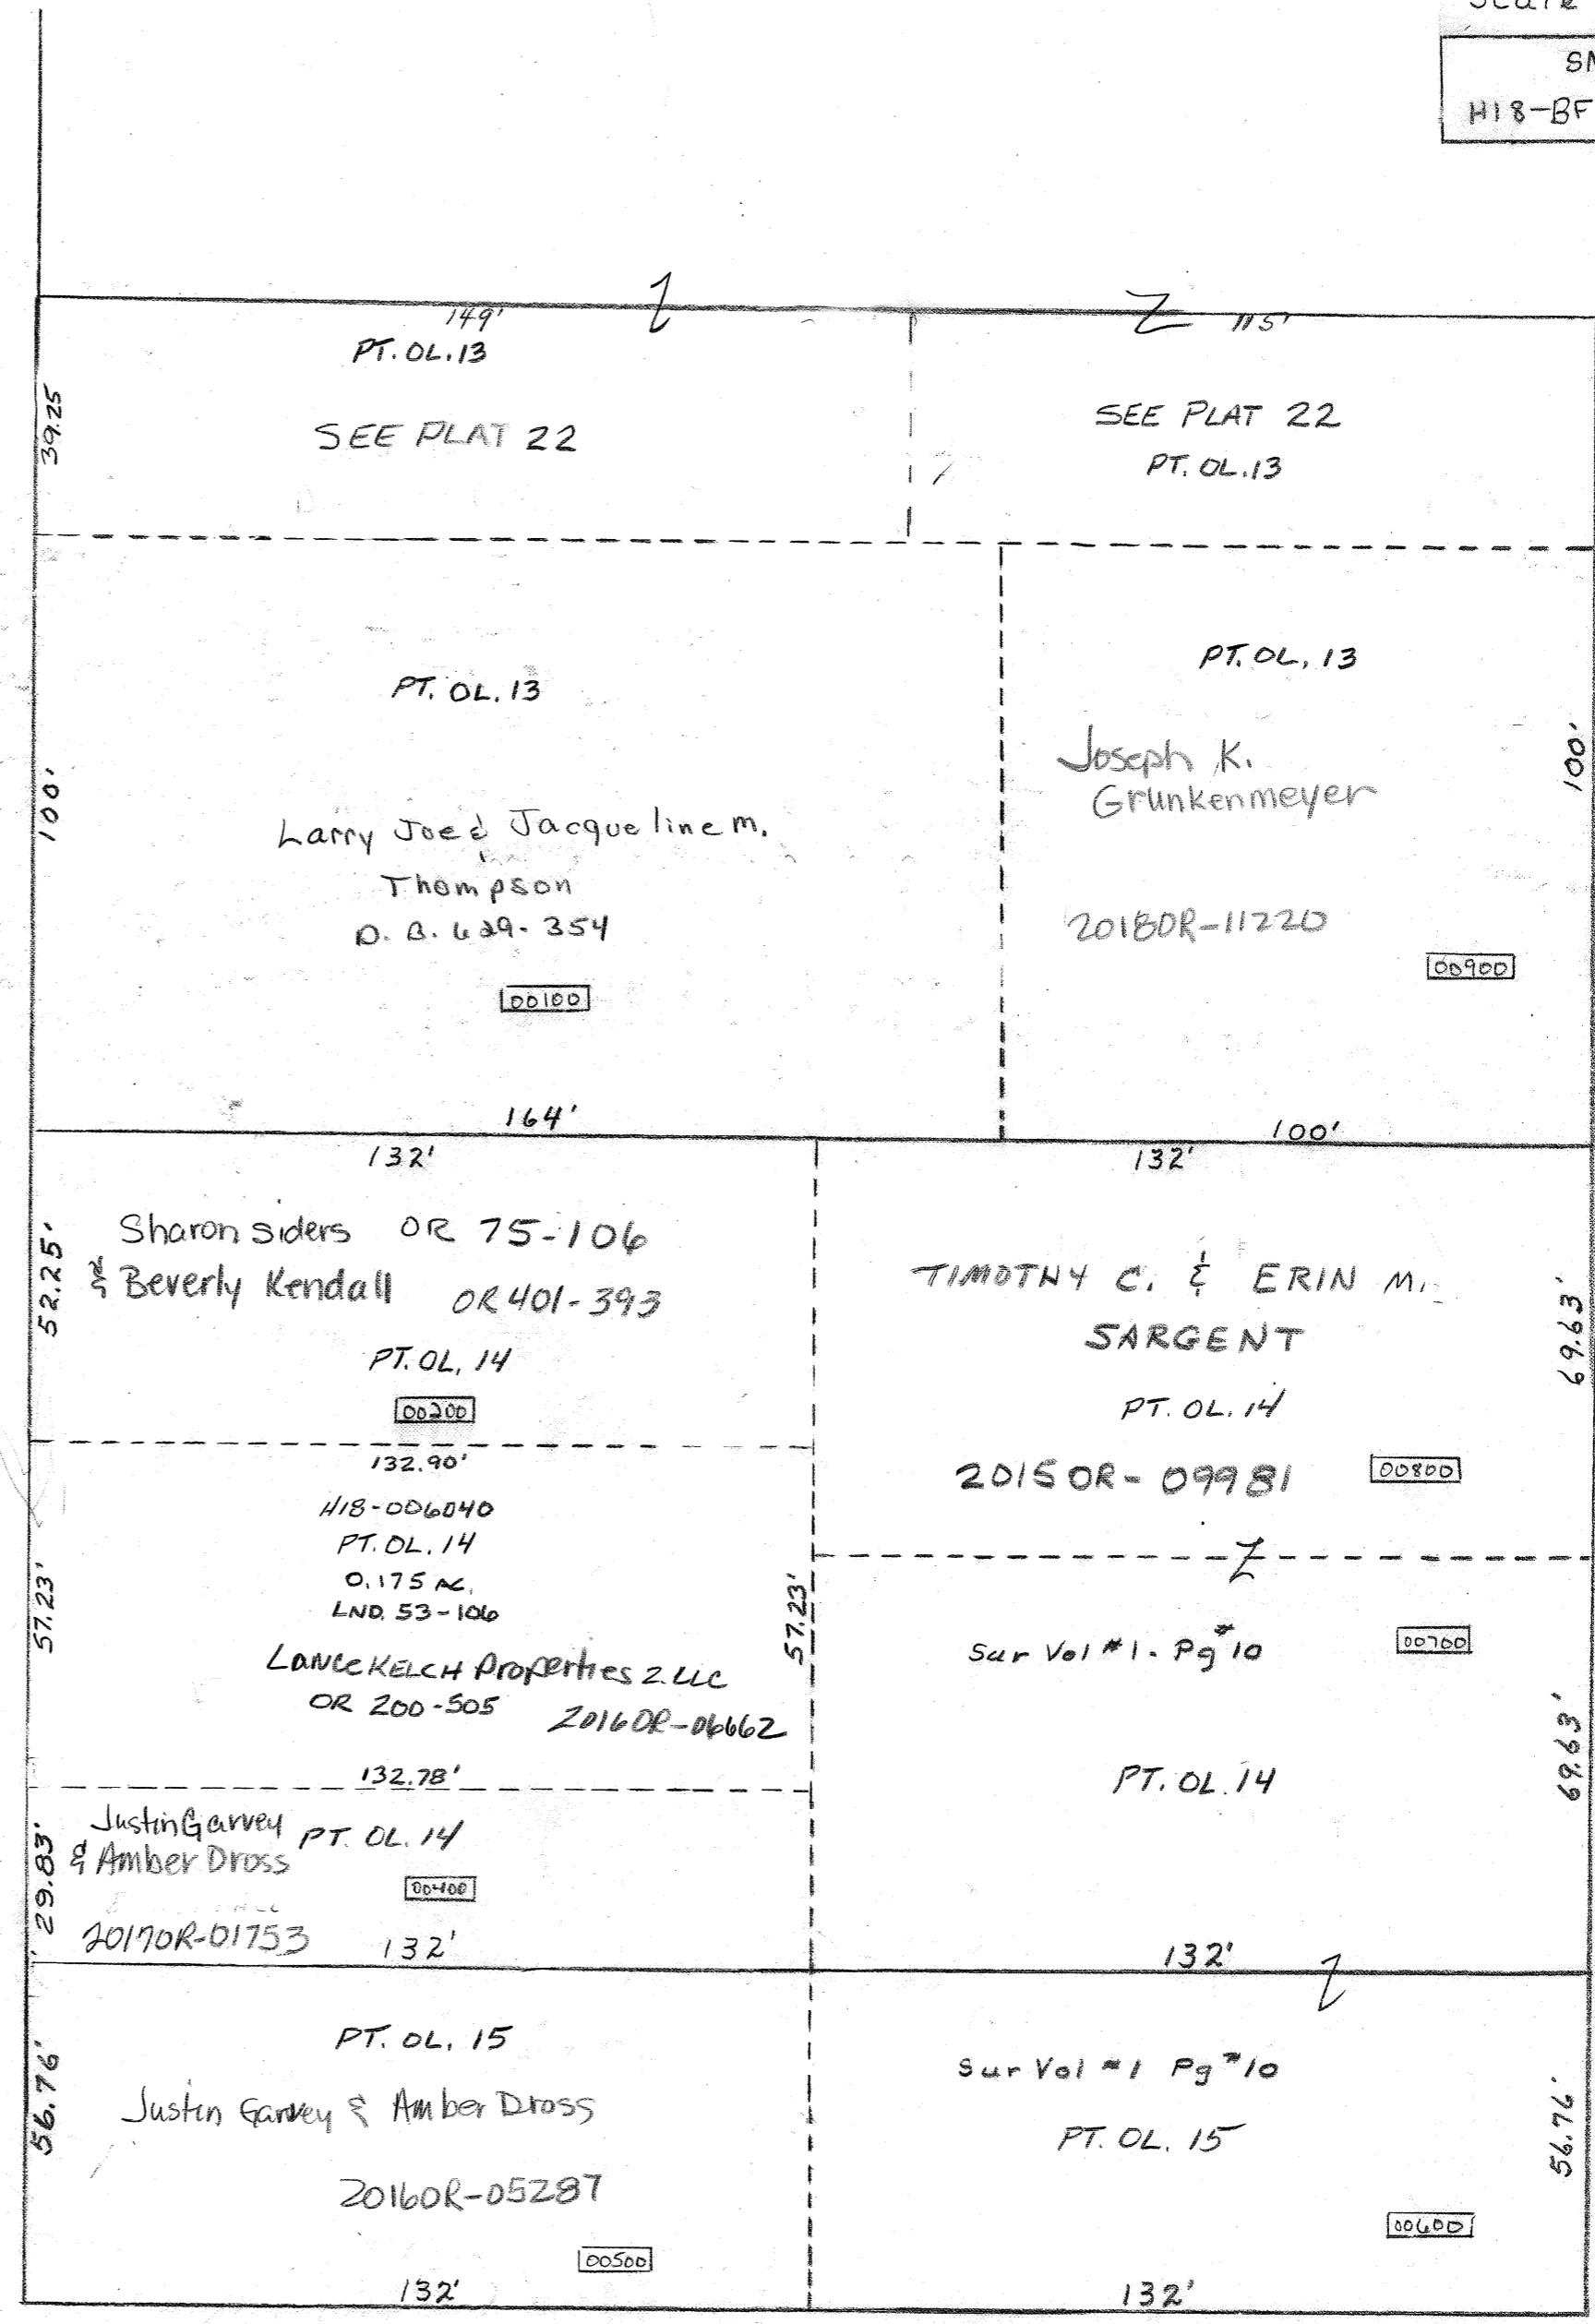 H18-BF
149'
PT. OL. 13
SEE PLAT 22
39.25
115'
SEE PLAT 22
PT. OL. 13
PT. OL. 13
100'
Larry Joe & Jacqueline M.
Thompson
D. B. 629-354
00100
164'
PT. OL. 13
Joseph K.
Grunkenmeyer
2018OR-11220
00900
100'
100'
132'
Sharon Siders OR 75-106
& Beverly Kendall OR 401-393
52.25'
PT. OL. 14
00200
132'
TIMOTHY C. & ERIN M.
SARGENT
PT. OL. 14
2015 OR- 09981
00800
69.63'
132.90'
H18-006040
PT. OL. 14
0.175 AC.
LND. 53-106
57.23'
57.23'
LANCE KELCH Properties 2 LLC
OR 200-505 2016 OR-06662
132.78'
Sur Vol #1. Pg #10
00700
PT. OL. 14
69.63'
132'
Justin Garvey
& Amber Dross
PT. OL. 14
00400
29.83'
2017OR-01753
132'
PT. OL. 15
Justin Garvey & Amber Dross
56.76'
2016OR-05287
00500
132'
Sur Vol #1 Pg #10
PT. OL. 15
56.76'
00600
132'